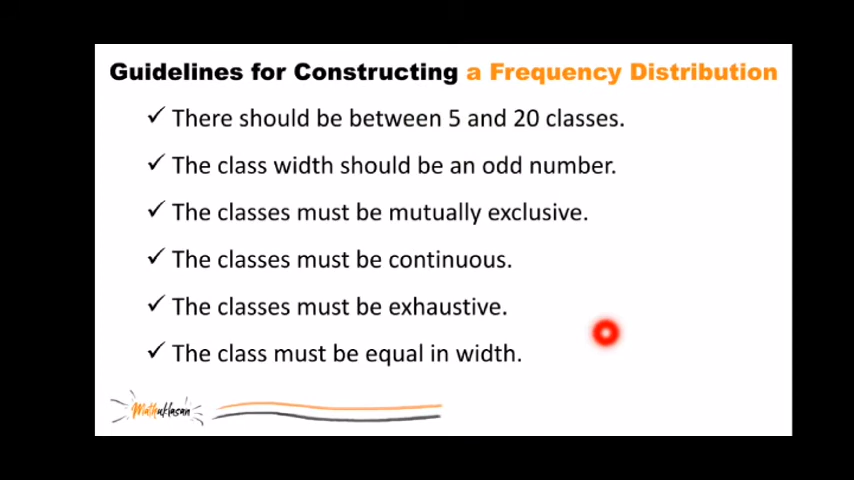 Guidelines for Constructing a Frequency Distribution
✓ There should be between 5 and 20 classes.
✓ The class width should be an odd number.
✓ The classes must be mutually exclusive.
✓ The classes must be continuous.
✓ The classes must be exhaustive.
✓ The class must be equal in width.
Mathuklasan